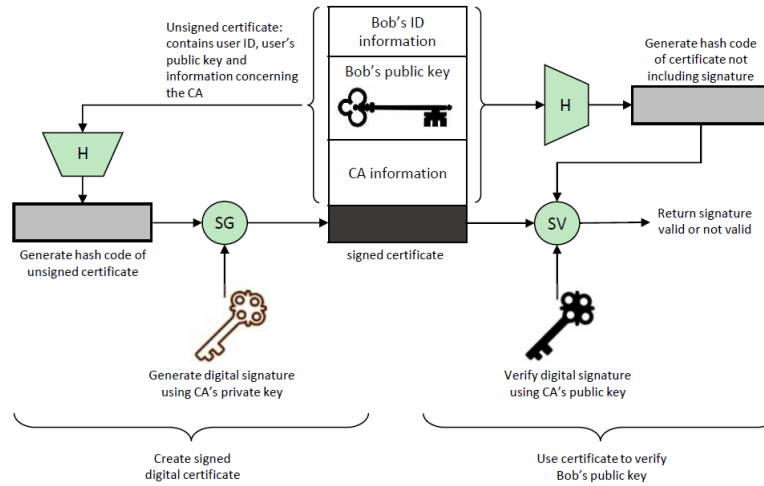 Unsigned certificate:
contains user ID, user's
public key and
information concerning
the CA
Bob's ID
information
Bob's public key
CA information
signed certificate
H
Generate hash code of
unsigned certificate
SG
Generate digital signature
using CA's private key
Create signed
digital certificate
H
Generate hash code
of certificate not
including signature
SV
Return signature
valid or not valid
Verify digital signature
using CA's public key
Use certificate to verify
Bob's public key